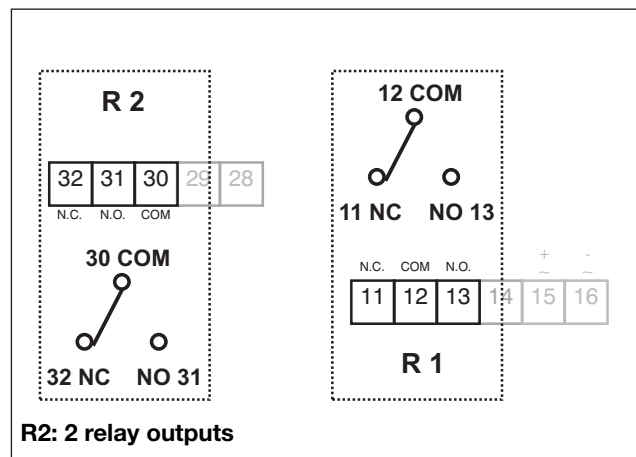 R 2
32 31 30 29 28
N.C. N.O. COM
30 COM
32 NC NO 31
12 COM
11 NC NO 13
+ -
~ ~
N.C. COM N.O.
11 12 13 14 15 16
R 1
R2: 2 relay outputs